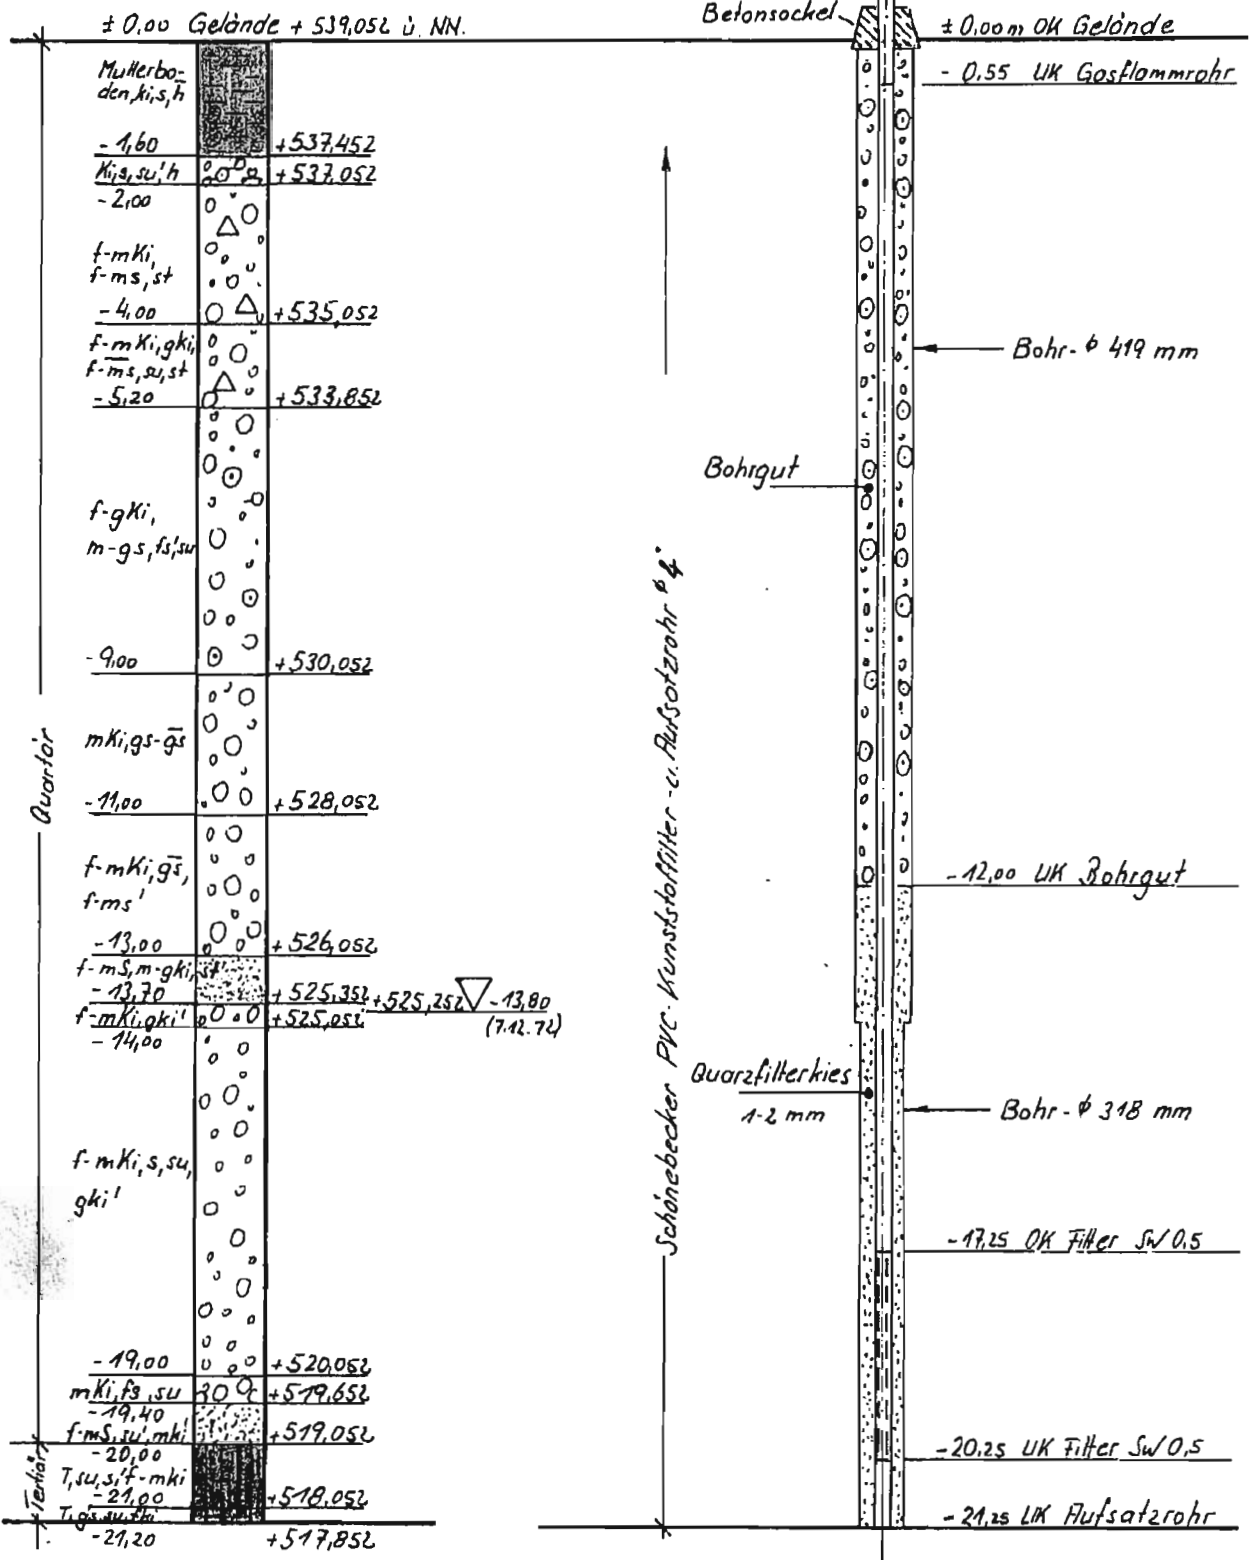 ± 0,00 Gelände + 539,052 ü. NN.
Mutterbo-
den, ki, s, h
- 1,60
+537,452
Ki, s, su,' h
+537,052
- 2,00
f-mKi,
f-ms, st
- 4,00
+535,052
f-mKi, gki,
f-m̅s, su, st
- 5,20
+533,852
f-gKi,
m-gs, fs,' su
- 9,00
+530,052
mKi, gs-g̅s̅
- 11,00
+528,052
f-mKi, g̅s̅,
f-ms'
- 13,00
+526,052
f-mS, m-gki, st'
- 13,70
+525,352
f-mKi, gki'
+525,052
- 14,00
+525,252
- 13,80
(7.12.72)
f-mKi, s, su,
gki'
- 19,00
+520,052
mKi, fs, su
+519,652
- 19,40
f-mS, su,' mki'
+519,052
- 20,00
T, su, s,' f-mki
- 21,00
+518,052
T, gs, su, fki
- 21,20
+517,852
Quartär
Tertiär
Schönebecker PVC-Kunststoffilter- u. Aufsatzrohr ϕ 4"
Betonsockel
± 0,00 m OK Gelände
- 0,55 UK Gasflammrohr
Bohr- ϕ 419 mm
Bohrgut
- 12,00 UK Bohrgut
Quarzfilterkies
1-2 mm
Bohr- ϕ 318 mm
- 17,25 OK Filter SW 0,5
- 20,25 UK Filter SW 0,5
- 21,25 UK Aufsatzrohr